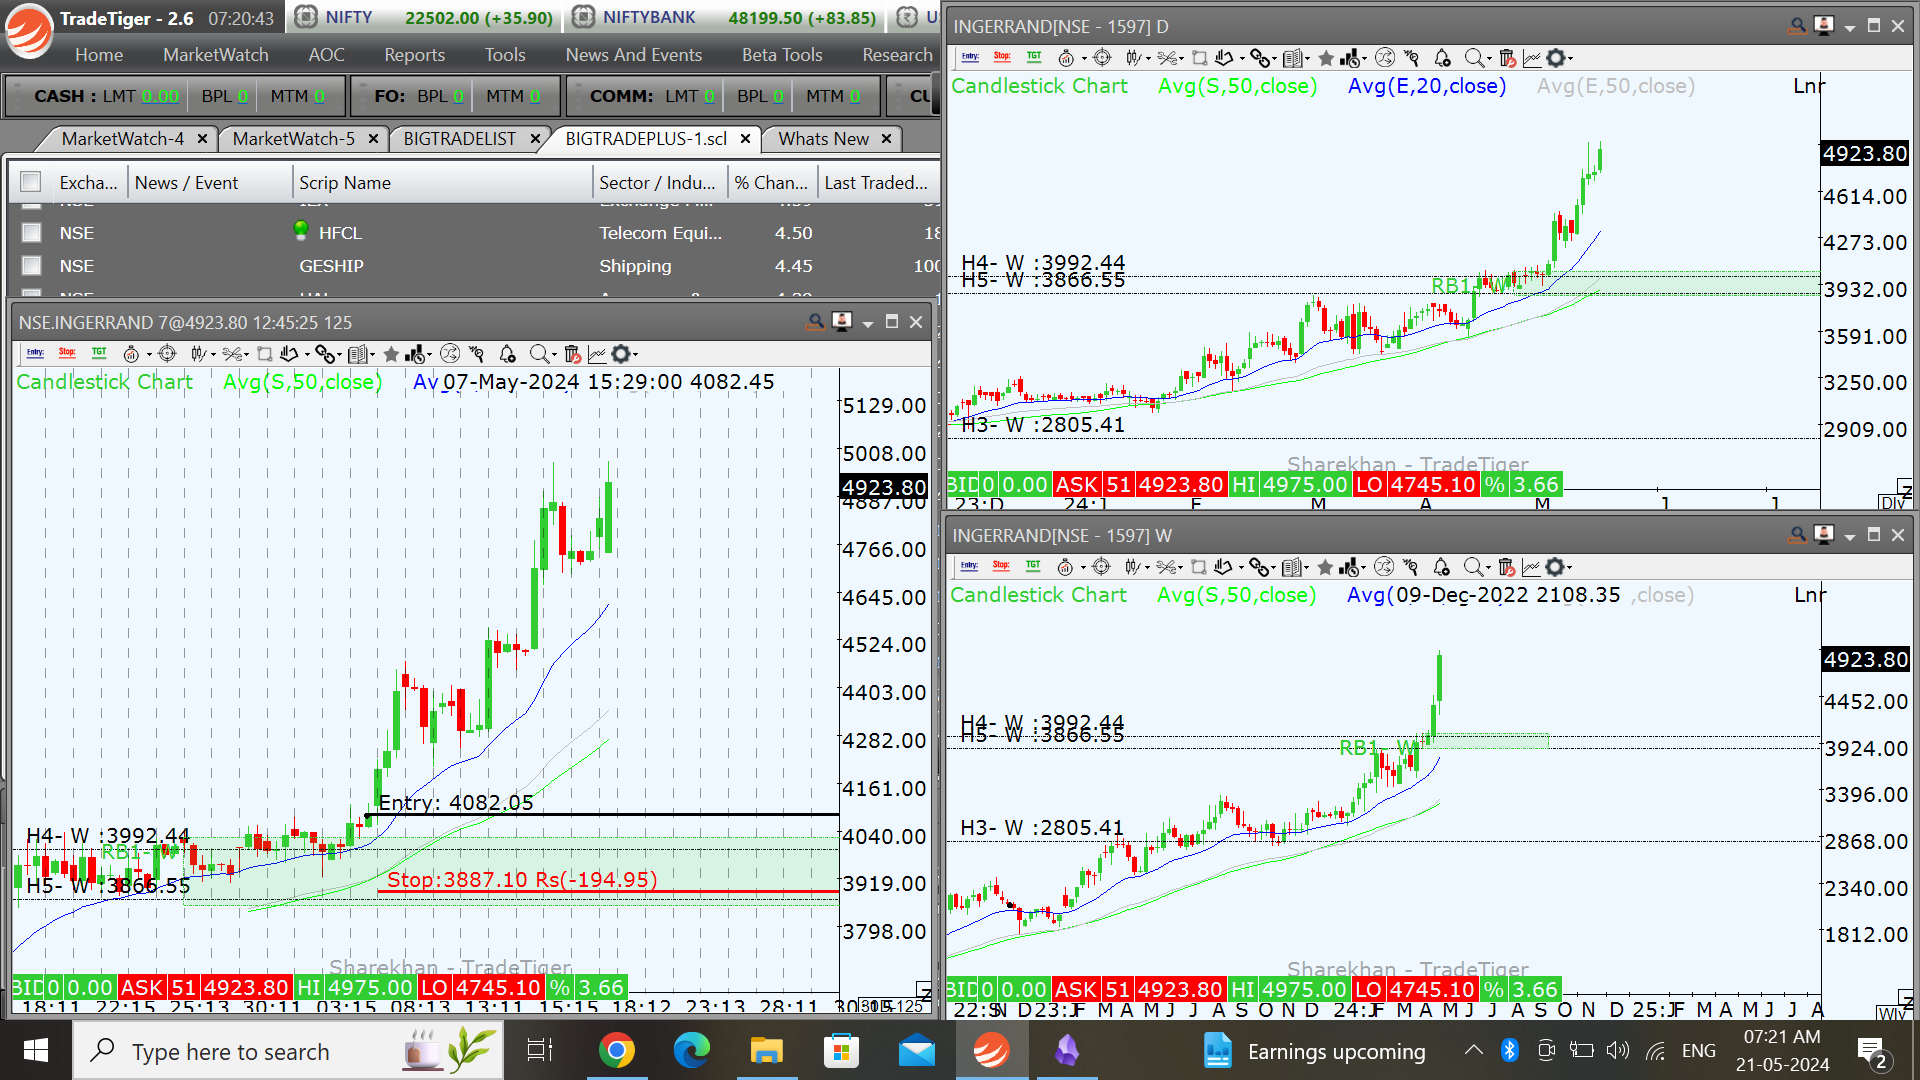 TradeTiger - 2.6 07:20:43 NIFTY 22502.00 (+35.90) NIFTYBANK 48199.50 (+83.85)
Home MarketWatch AOC Reports Tools News And Events Beta Tools Research
CASH : LMT 0.00 BPL 0 MTM 0 FO: BPL 0 MTM 0 COMM: LMT 0 BPL 0 MTM 0
MarketWatch-4 MarketWatch-5 BIGTRADELIST BIGTRADEPLUS-1.scl Whats New
Excha... News / Event Scrip Name Sector / Indu... % Chan... Last Traded...
NSE HFCL Telecom Equi... 4.50
NSE GESHIP Shipping 4.45
NSE.INGERRAND 7@4923.80 12:45:25 125
Entry: Stop: TGT
Candlestick Chart Avg(S,50,close) Av 07-May-2024 15:29:00 4082.45
5129.00
5008.00
4923.80
4887.00
4766.00
4645.00
4524.00
4403.00
4282.00
4161.00
Entry: 4082.05
H4- W :3992.44
4040.00
RB1- W
Stop:3887.10 Rs(-194.95)
H5- W :3866.55
3919.00
3798.00
Sharekhan - TradeTiger
BID 0 0.00 ASK 51 4923.80 HI 4975.00 LO 4745.10 % 3.66
18:11 22:15 25:13 30:11 03:15 08:13 13:11 15:15 18:12 23:13 28:11
INGERRAND[NSE - 1597] D
Entry: Stop: TGT
Candlestick Chart Avg(S,50,close) Avg(E,20,close) Avg(E,50,close) Lnr
4923.80
4614.00
4273.00
H4- W :3992.44
H5- W :3866.55
RB1- W
3932.00
3591.00
3250.00
H3- W :2805.41
2909.00
Sharekhan - TradeTiger
BID 0 0.00 ASK 51 4923.80 HI 4975.00 LO 4745.10 % 3.66
23:D 24:J F M A M J J Dly
INGERRAND[NSE - 1597] W
Entry: Stop: TGT
Candlestick Chart Avg(S,50,close) Avg( 09-Dec-2022 2108.35 ,close) Lnr
4923.80
4452.00
H4- W :3992.44
H5- W :3866.55
RB1- W
3924.00
3396.00
H3- W :2805.41
2868.00
2340.00
1812.00
Sharekhan - TradeTiger
BID 0 0.00 ASK 51 4923.80 HI 4975.00 LO 4745.10 % 3.66
N D 23:J F M A M J J A S O N D 24:J F M A M J J A S O N D 25:J F M A M J J A Wly
Type here to search Earnings upcoming ENG 07:21 AM
21-05-2024
2